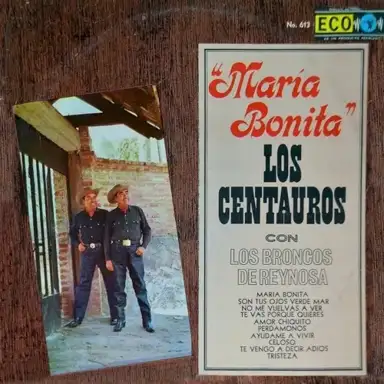 No. 613
ECO
"María
Bonita"
LOS
CENTAUROS
CON
LOS BRONCOS
DE REYNOSA
MARIA BONITA
SON TUS OJOS VERDE MAR
NO ME VUELVAS A VER
TE VAS PORQUE QUIERES
AMOR CHIQUITO
PERDAMONOS
AYUDAME A VIVIR
CELOSO
TE VENGO A DECIR ADIOS
TRISTEZA